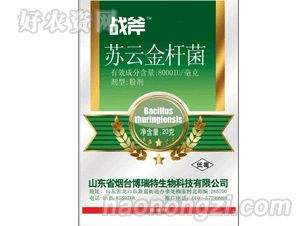 好农资网
战斧™
苏云金杆菌
有效成分含量:8000IU/毫克
剂型:粉剂
Bacillus
thuringiensis
净含量:20克
低毒
山东省烟台博瑞特生物科技有限公司
haonongzi.com